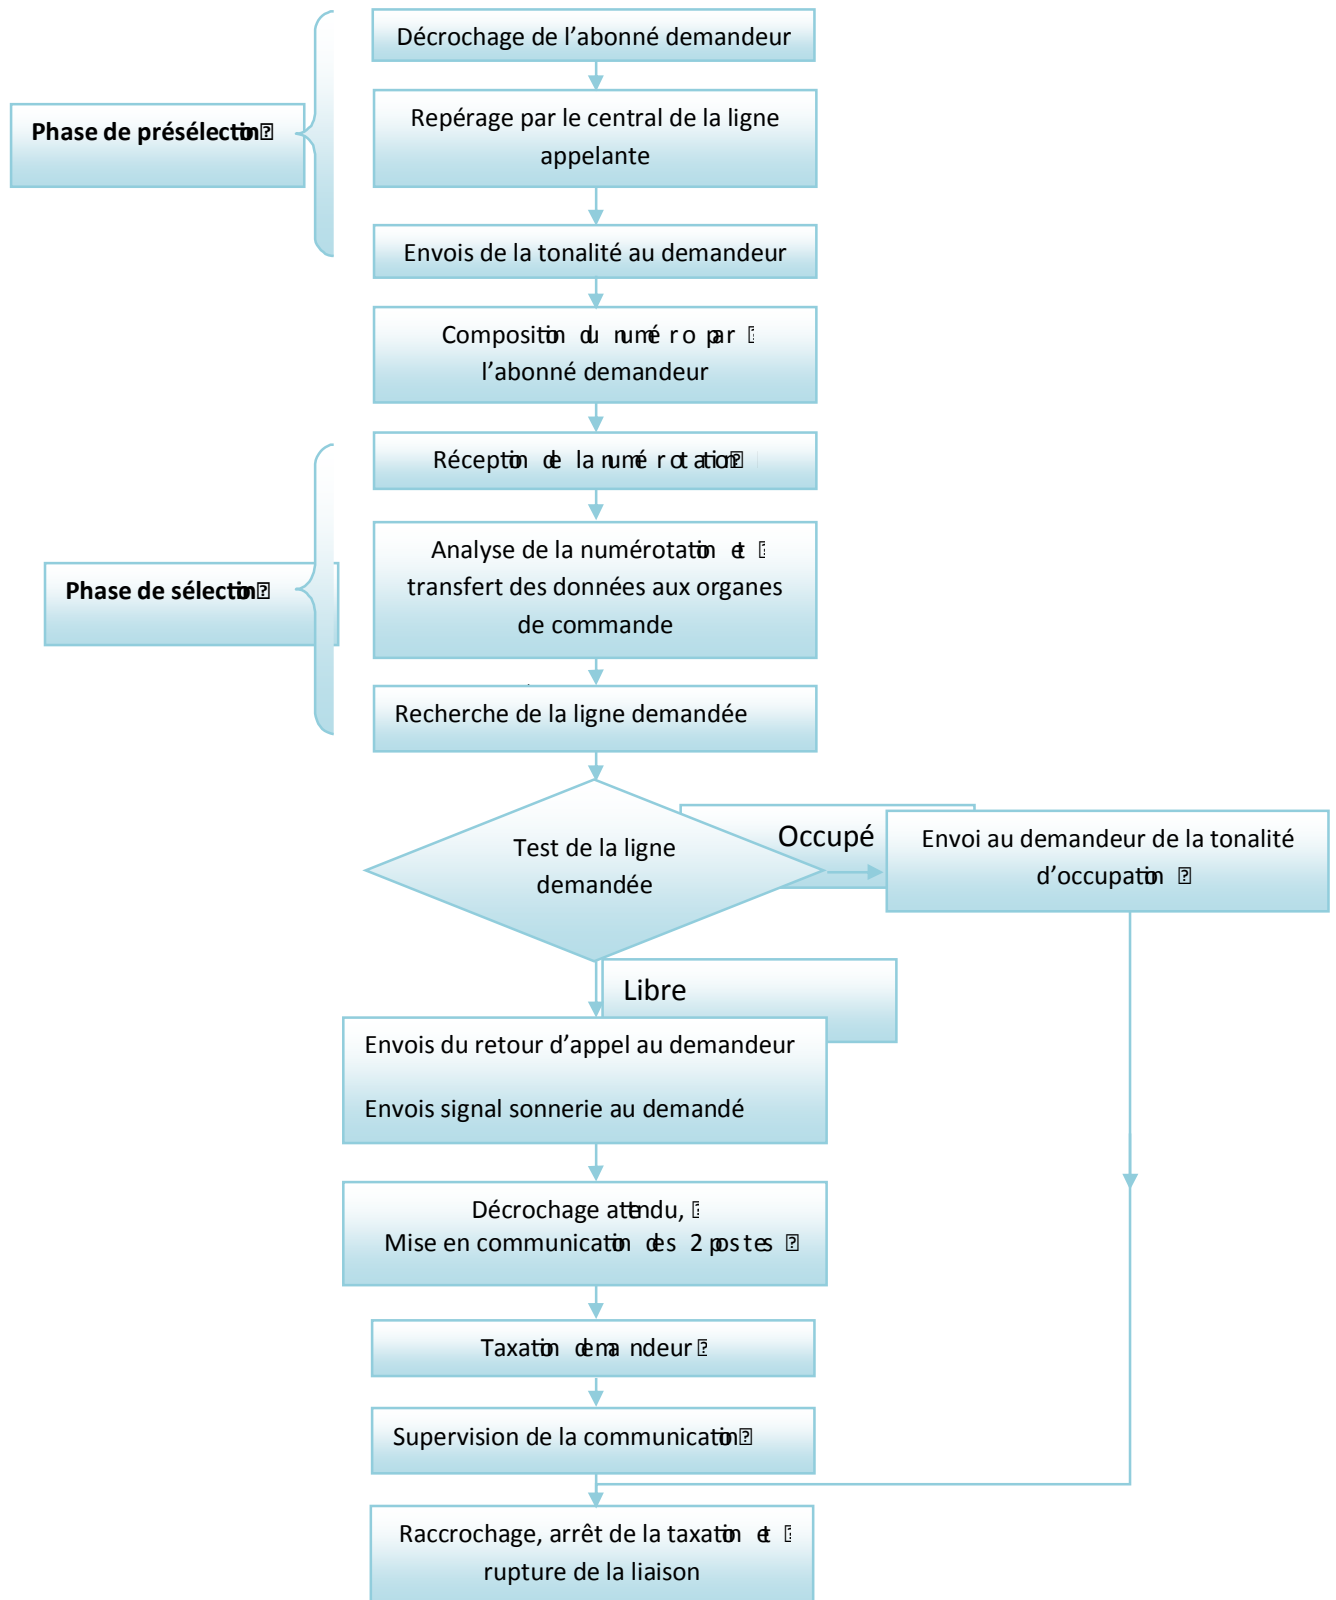 Décrochage de l’abonné demandeur
Phase de présélection
Repérage par le central de la ligne
appelante
Envois de la tonalité au demandeur
Composition du numéro par
l’abonné demandeur
Réception de la numérotation
Phase de sélection
Analyse de la numérotation et
transfert des données aux organes
de commande
Recherche de la ligne demandée
Test de la ligne
demandée
Occupé
Envoi au demandeur de la tonalité
d’occupation
Libre
Envois du retour d’appel au demandeur
Envois signal sonnerie au demandé
Décrochage attendu,
Mise en communication des 2 postes
Taxation demandeur
Supervision de la communication
Raccrochage, arrêt de la taxation et
rupture de la liaison